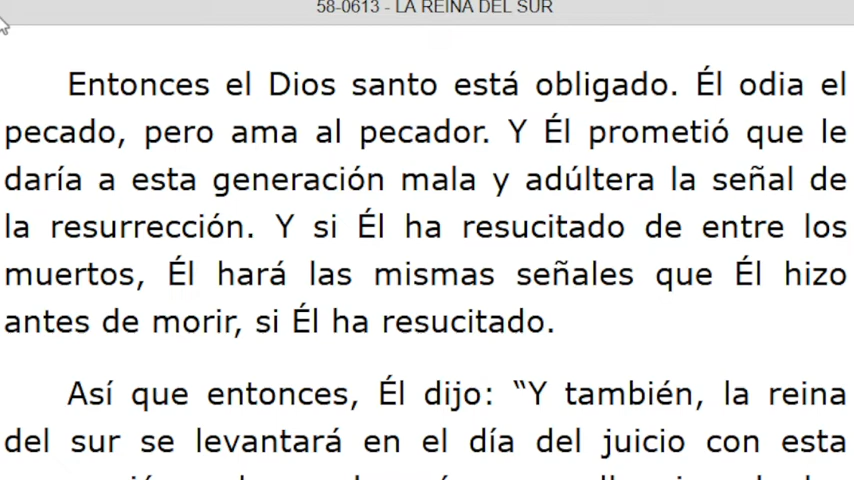 58-0613 - LA REINA DEL SUR
Entonces el Dios santo está obligado. Él odia el
pecado, pero ama al pecador. Y Él prometió que le
daría a esta generación mala y adúltera la señal de
la resurrección. Y si Él ha resucitado de entre los
muertos, Él hará las mismas señales que Él hizo
antes de morir, si Él ha resucitado.
Así que entonces, Él dijo: “Y también, la reina
del sur se levantará en el día del juicio con esta